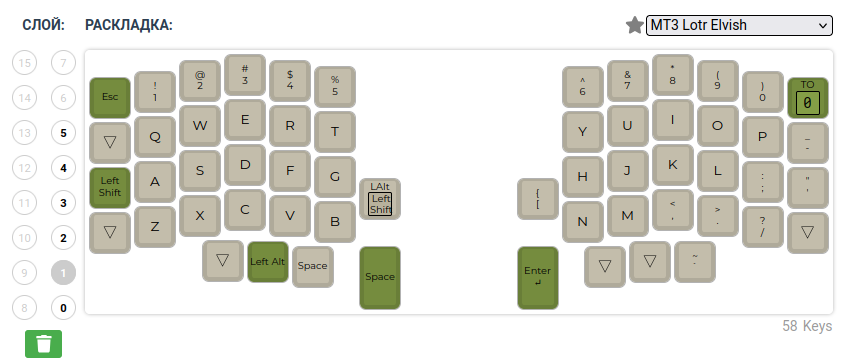 СЛОЙ: РАСКЛАДКА: MT3 Lotr Elvish
15 7
14 6
13 5
12 4
11 3
10 2
9 1
8 0
Esc ! 1 @ 2 # 3 $ 4 % 5 ^ 6 & 7 * 8 ( 9 ) 0 TO 0
▽ Q W E R T Y U I O P _ -
Left Shift A S D F G LAlt Left Shift { [ H J K L : ; " '
▽ Z X C V B N M < , > . ? / ▽
▽ Left Alt Space Space Enter ↵ ▽ ▽ ~ `
58 Keys